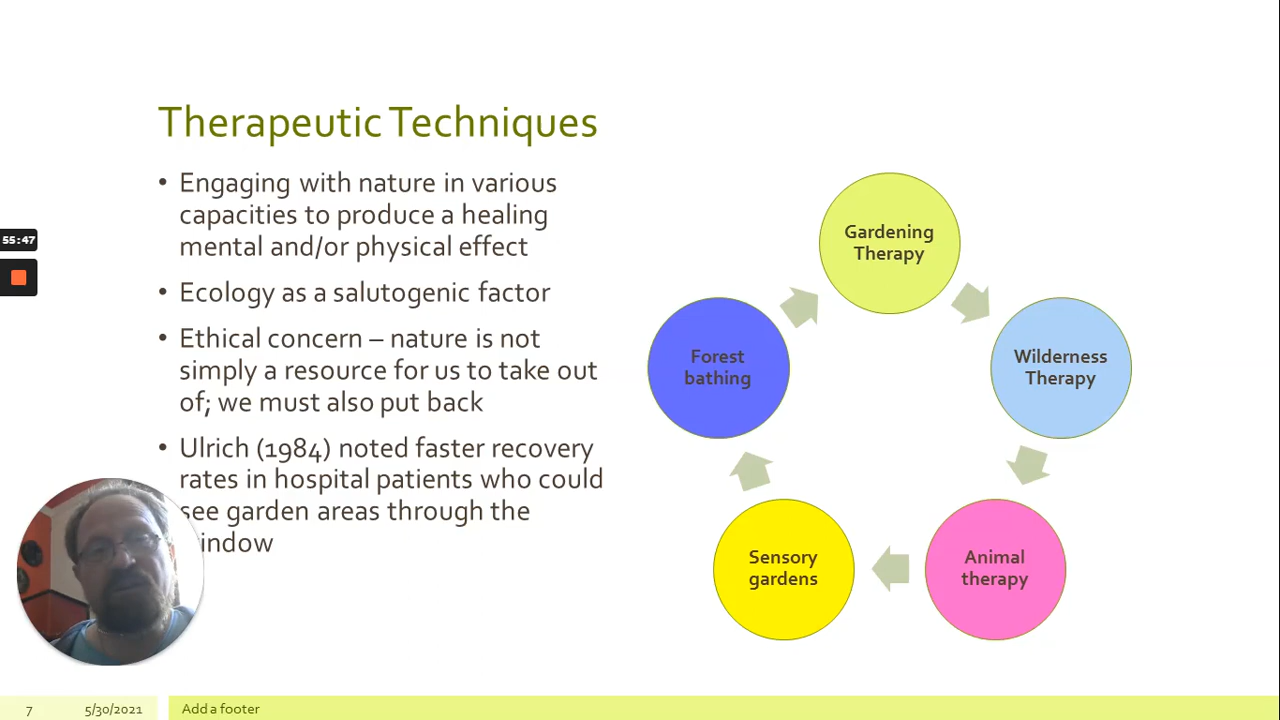 Therapeutic Techniques
• Engaging with nature in various
capacities to produce a healing
mental and/or physical effect
• Ecology as a salutogenic factor
• Ethical concern – nature is not
simply a resource for us to take out
of; we must also put back
• Ulrich (1984) noted faster recovery
rates in hospital patients who could
see garden areas through the
indow
55:47
Gardening
Therapy
Wilderness
Therapy
Animal
therapy
Sensory
gardens
Forest
bathing
7 5/30/2021 Add a footer